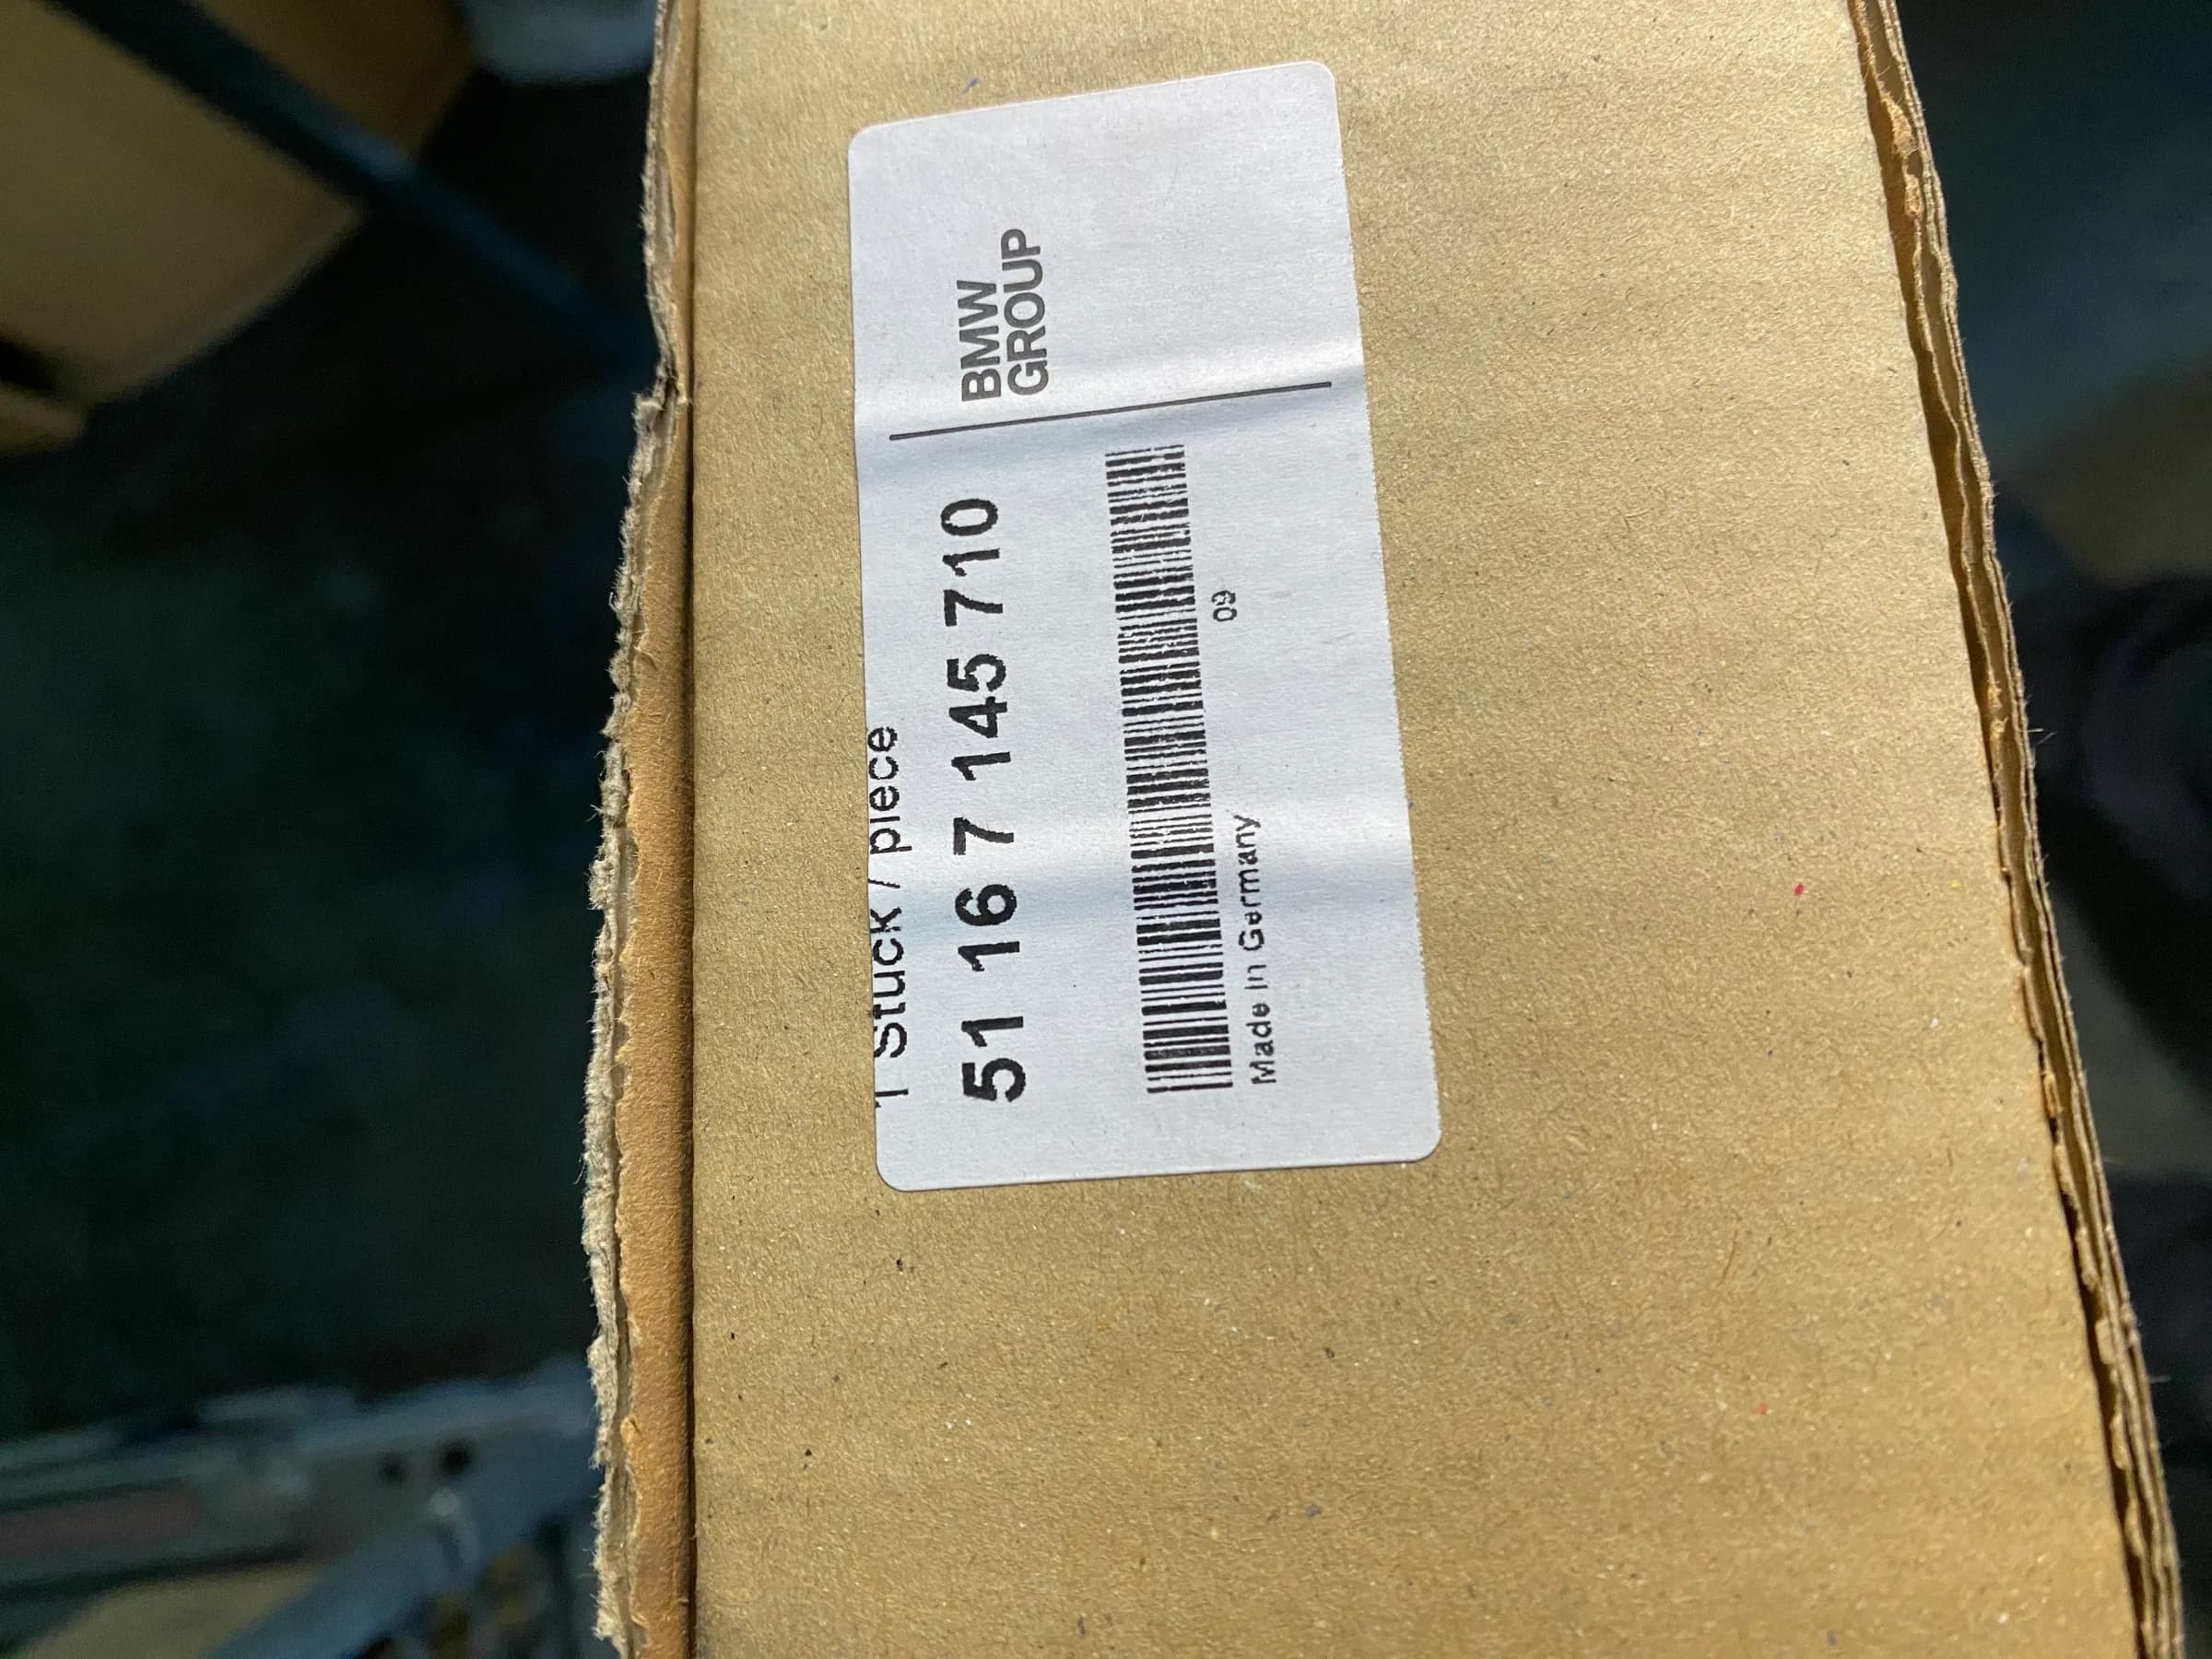 BMW
GROUP
1 Stück / piece
51 16 7 145 710
09
Made in Germany